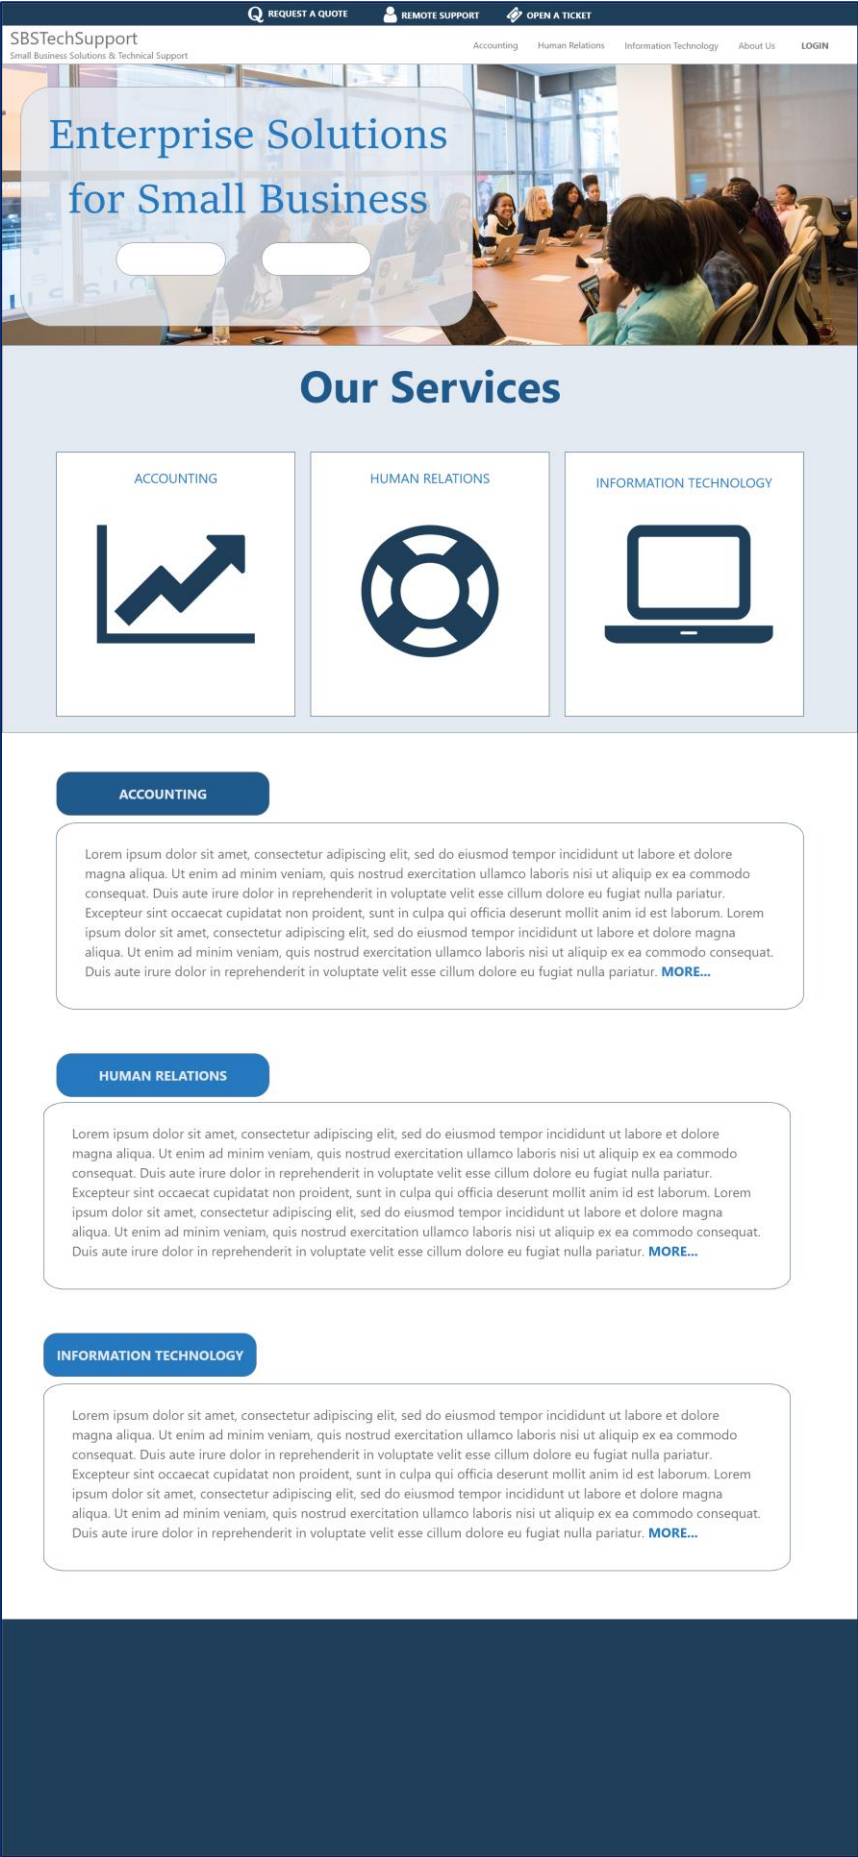 REQUEST A QUOTE REMOTE SUPPORT OPEN A TICKET
SBSTechSupport
Small Business Solutions & Technical Support
Accounting Human Relations Information Technology About Us LOGIN
Enterprise Solutions
for Small Business
Our Services
ACCOUNTING
HUMAN RELATIONS
INFORMATION TECHNOLOGY
ACCOUNTING
Lorem ipsum dolor sit amet, consectetur adipiscing elit, sed do eiusmod tempor incididunt ut labore et dolore
magna aliqua. Ut enim ad minim veniam, quis nostrud exercitation ullamco laboris nisi ut aliquip ex ea commodo
consequat. Duis aute irure dolor in reprehenderit in voluptate velit esse cillum dolore eu fugiat nulla pariatur.
Excepteur sint occaecat cupidatat non proident, sunt in culpa qui officia deserunt mollit anim id est laborum. Lorem
ipsum dolor sit amet, consectetur adipiscing elit, sed do eiusmod tempor incididunt ut labore et dolore magna
aliqua. Ut enim ad minim veniam, quis nostrud exercitation ullamco laboris nisi ut aliquip ex ea commodo consequat.
Duis aute irure dolor in reprehenderit in voluptate velit esse cillum dolore eu fugiat nulla pariatur. MORE...
HUMAN RELATIONS
Lorem ipsum dolor sit amet, consectetur adipiscing elit, sed do eiusmod tempor incididunt ut labore et dolore
magna aliqua. Ut enim ad minim veniam, quis nostrud exercitation ullamco laboris nisi ut aliquip ex ea commodo
consequat. Duis aute irure dolor in reprehenderit in voluptate velit esse cillum dolore eu fugiat nulla pariatur.
Excepteur sint occaecat cupidatat non proident, sunt in culpa qui officia deserunt mollit anim id est laborum. Lorem
ipsum dolor sit amet, consectetur adipiscing elit, sed do eiusmod tempor incididunt ut labore et dolore magna
aliqua. Ut enim ad minim veniam, quis nostrud exercitation ullamco laboris nisi ut aliquip ex ea commodo consequat.
Duis aute irure dolor in reprehenderit in voluptate velit esse cillum dolore eu fugiat nulla pariatur. MORE...
INFORMATION TECHNOLOGY
Lorem ipsum dolor sit amet, consectetur adipiscing elit, sed do eiusmod tempor incididunt ut labore et dolore
magna aliqua. Ut enim ad minim veniam, quis nostrud exercitation ullamco laboris nisi ut aliquip ex ea commodo
consequat. Duis aute irure dolor in reprehenderit in voluptate velit esse cillum dolore eu fugiat nulla pariatur.
Excepteur sint occaecat cupidatat non proident, sunt in culpa qui officia deserunt mollit anim id est laborum. Lorem
ipsum dolor sit amet, consectetur adipiscing elit, sed do eiusmod tempor incididunt ut labore et dolore magna
aliqua. Ut enim ad minim veniam, quis nostrud exercitation ullamco laboris nisi ut aliquip ex ea commodo consequat.
Duis aute irure dolor in reprehenderit in voluptate velit esse cillum dolore eu fugiat nulla pariatur. MORE...